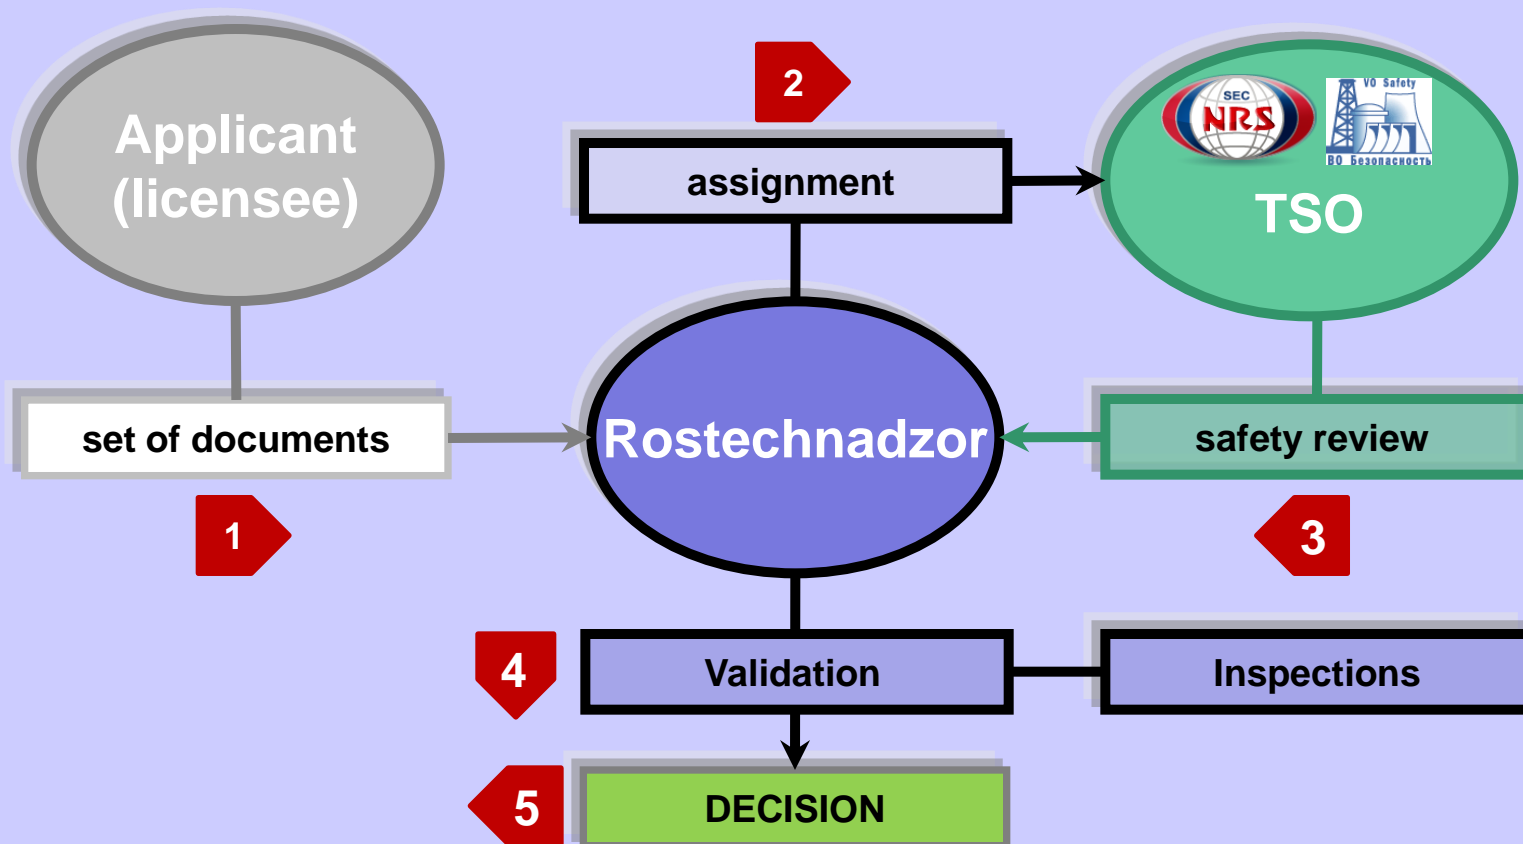 Applicant
(licensee)
2
assignment
SEC
NRS
VO Safety
ВО Безопасность
TSO
set of documents
Rostechnadzor
safety review
1
3
4
Validation
Inspections
5
DECISION